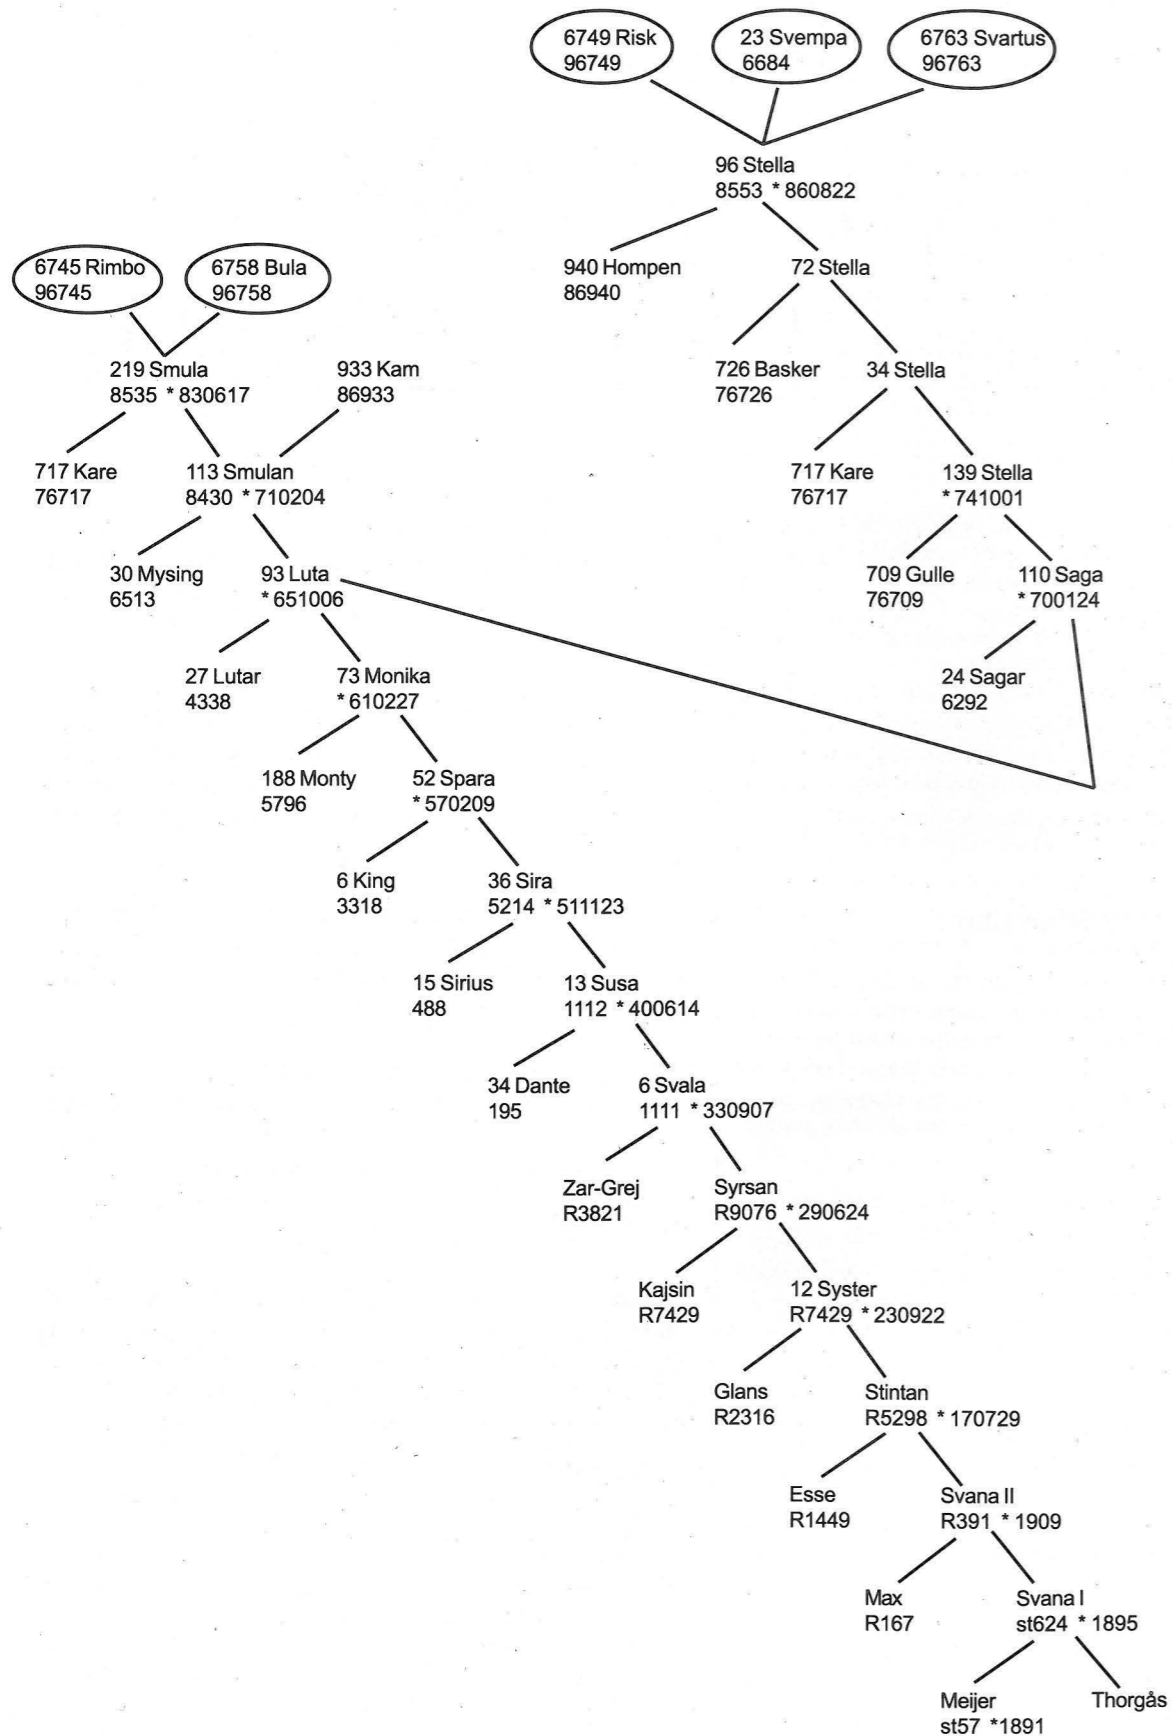 6749 Risk
96749
23 Svempa
6684
6763 Svartus
96763
96 Stella
8553 *860822
940 Hompen
86940
72 Stella
6745 Rimbo
96745
6758 Bula
96758
219 Smula
8535 *830617
933 Kam
86933
726 Basker
76726
34 Stella
717 Kare
76717
113 Smulan
8430 *710204
717 Kare
76717
139 Stella
*741001
30 Mysing
6513
93 Luta
*651006
709 Gulle
76709
110 Saga
*700124
27 Lutar
4338
73 Monika
*610227
24 Sagar
6292
188 Monty
5796
52 Spara
*570209
6 King
3318
36 Sira
5214 *511123
15 Sirius
488
13 Susa
1112 *400614
34 Dante
195
6 Svala
1111 *330907
Zar-Grej
R3821
Syrsan
R9076 *290624
Kajsin
R7429
12 Syster
R7429 *230922
Glans
R2316
Stintan
R5298 *170729
Esse
R1449
Svana II
R391 *1909
Max
R167
Svana I
st624 *1895
Meijer
st57 *1891
Thorgås